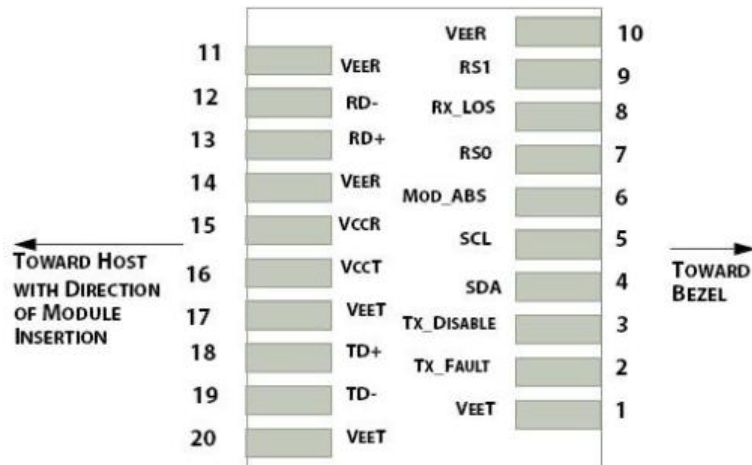 11
VEER
12
RD-
13
RD+
14
VEER
15
VCCR
16
VCCT
17
VEET
18
TD+
19
TD-
20
VEET
VEER
10
RS1
9
RX_LOS
8
RS0
7
MOD_ABS
6
SCL
5
SDA
4
TX_DISABLE
3
TX_FAULT
2
VEET
1
TOWARD HOST
WITH DIRECTION
OF MODULE
INSERTION
TOWARD
BEZEL